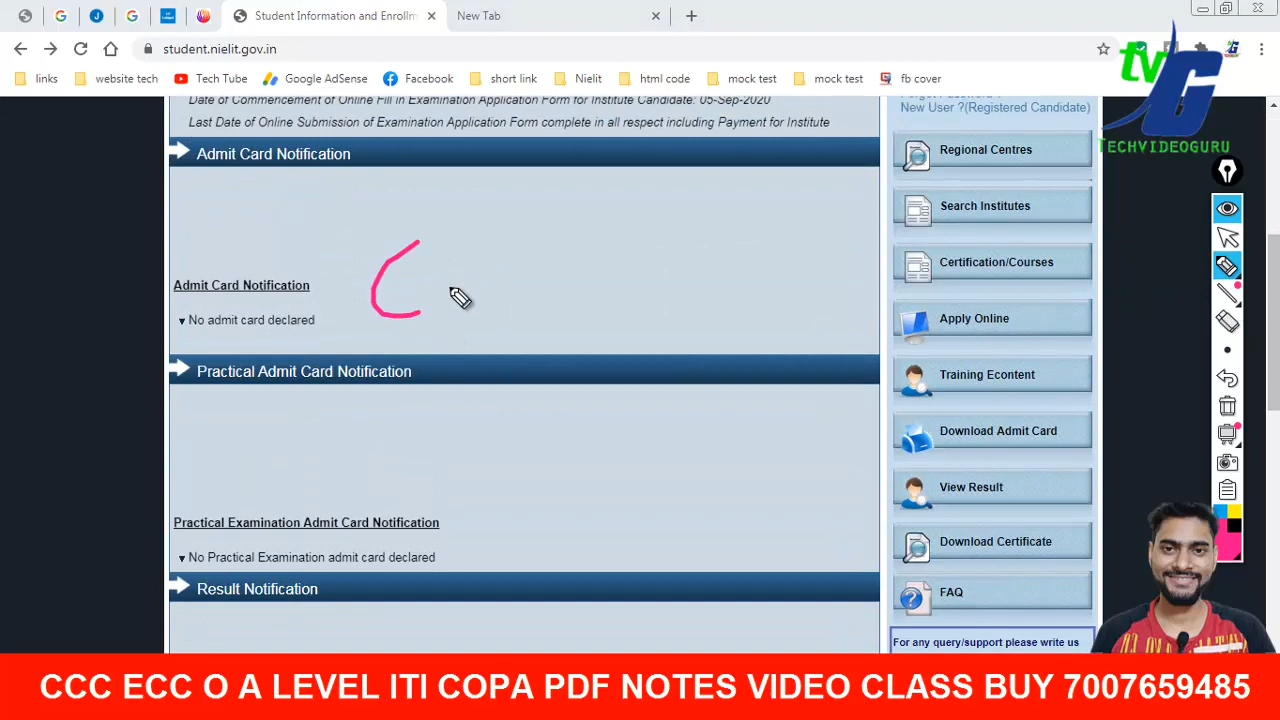 Student Information and Enrollm
New Tab
student.nielit.gov.in
links
website tech
Tech Tube
Google AdSense
Facebook
short link
Nielit
html code
mock test
mock test
fb cover
tvG
TECHVIDEOGURU
Date of Commencement of Online Fill in Examination Application Form for Institute Candidate: 05-Sep-2020
Last Date of Online Submission of Examination Application Form complete in all respect including Payment for Institute
New User ?(Registered Candidate)
Admit Card Notification
Admit Card Notification
No admit card declared
Practical Admit Card Notification
Practical Examination Admit Card Notification
No Practical Examination admit card declared
Result Notification
Regional Centres
Search Institutes
Certification/Courses
Apply Online
Training Econtent
Download Admit Card
View Result
Download Certificate
FAQ
For any query/support please write us
CCC ECC O A LEVEL ITI COPA PDF NOTES VIDEO CLASS BUY 7007659485